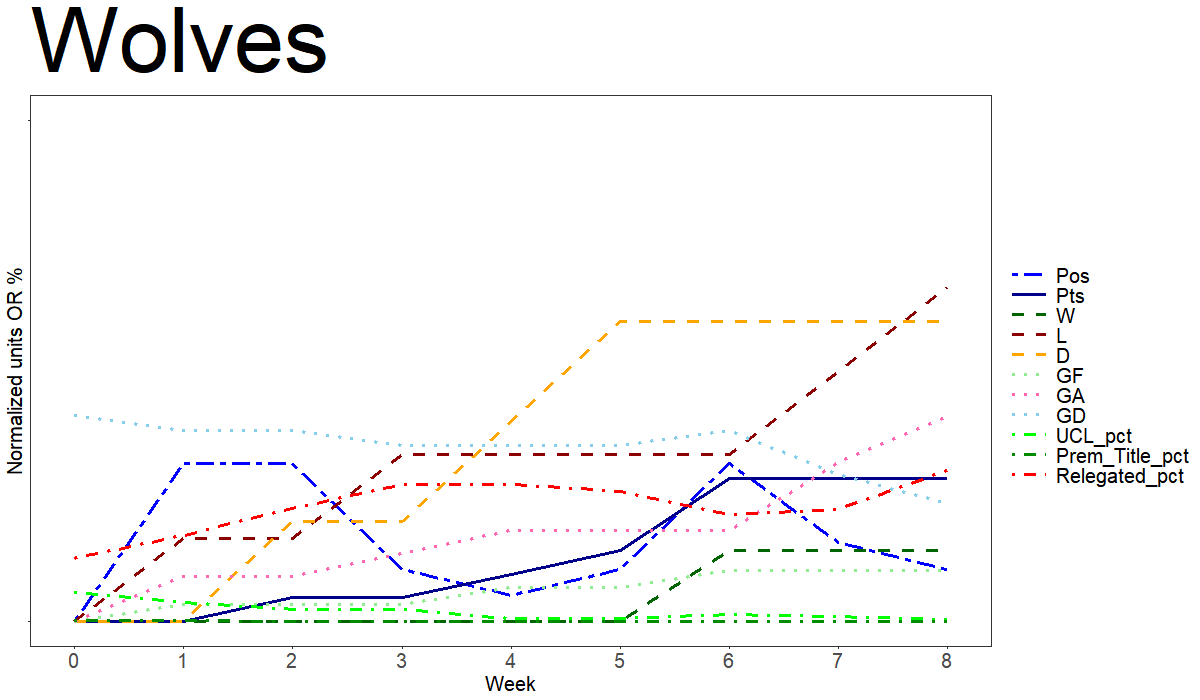 Wolves
Normalized units OR %
0 1 2 3 4 5 6 7 8
Week
Pos
Pts
W
L
D
GF
GA
GD
UCL_pct
Prem_Title_pct
Relegated_pct